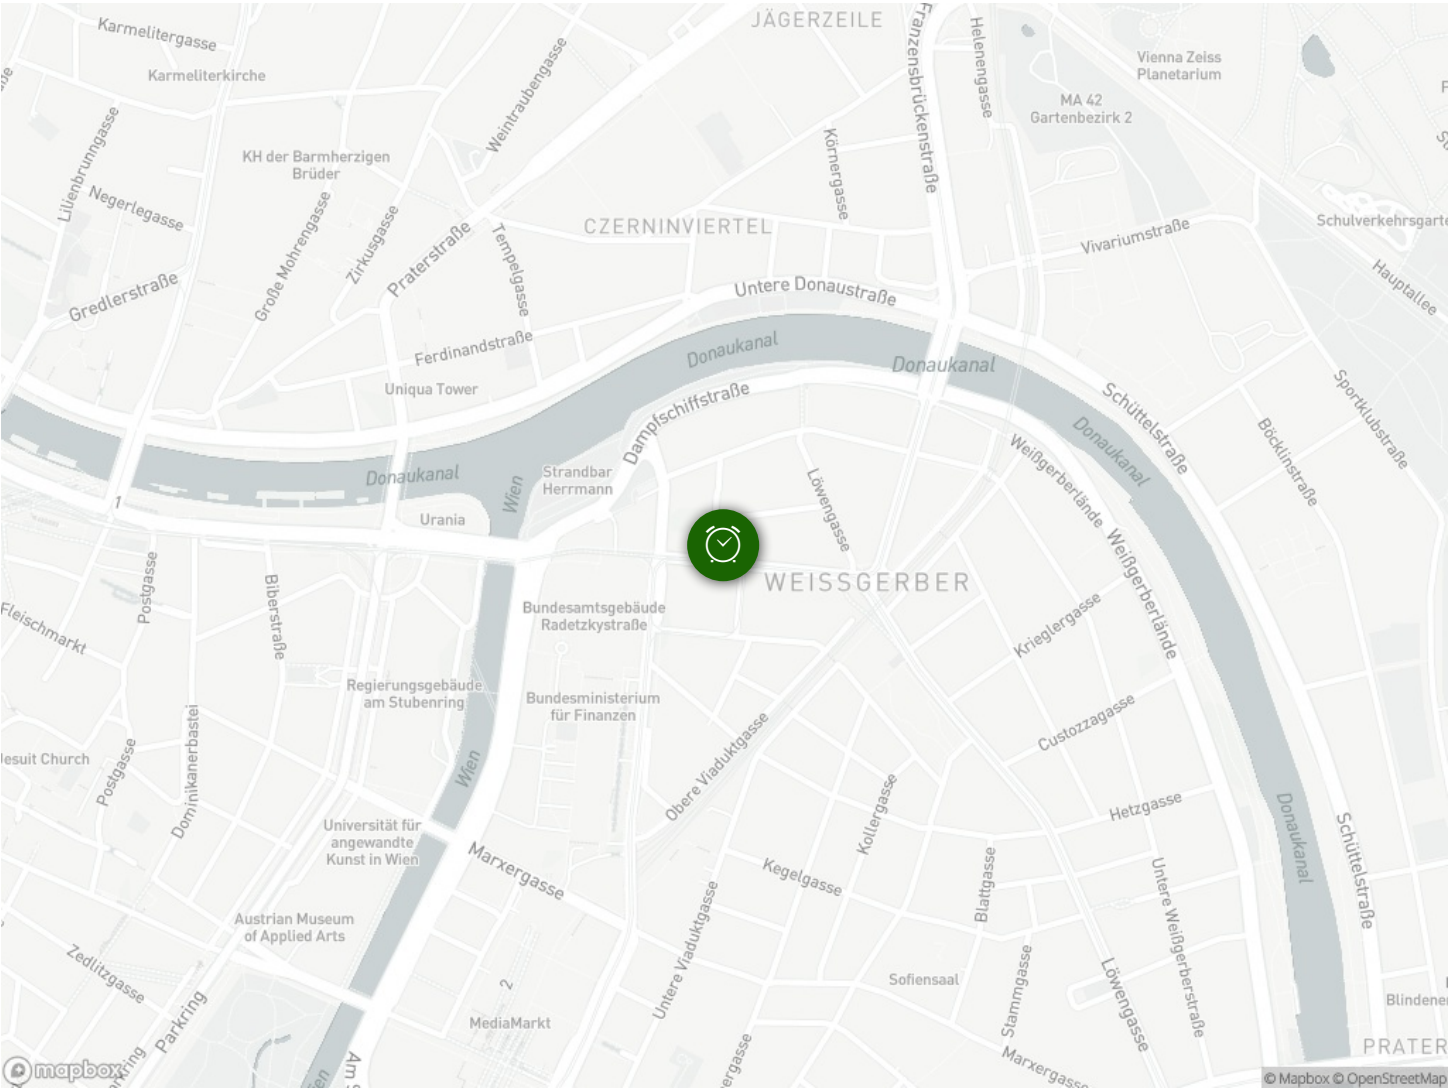 JÄGERZEILE
Karmelitergasse
Karmeliterkirche
Weintraubengasse
Franzensbrückenstraße
Helenengasse
Vienna Zeiss
Planetarium
MA 42
Gartenbezirk 2
Lilienbrunngasse
KH der Barmherzigen
Brüder
Körnergasse
Negerlegasse
Große Mohrengasse
Zirkusgasse
Praterstraße
Tempelgasse
CZERNINVIERTEL
Vivariumstraße
Schulverkehrsgarte
Hauptallee
Gredlerstraße
Untere Donaustraße
Ferdinandstraße
Donaukanal
Donaukanal
Uniqua Tower
Dampfschiffstraße
Schüttelstraße
Sportklubstraße
Böcklinstraße
Donaukanal
Donaukanal
Strandbar
Herrmann
Wien
Löwengasse
Weißgerberlände
1
Urania
Weißgerberlände
Postgasse
Biberstraße
Fleischmarkt
WEISSGERBER
Bundesamtsgebäude
Radetzkystraße
Krieglergasse
Regierungsgebäude
am Stubenring
Bundesministerium
für Finanzen
Custozzagasse
Jesuit Church
Postgasse
Dominikanerbastei
Wien
Obere Viaduktgasse
Kollergasse
Hetzgasse
Donaukanal
Schüttelstraße
Universität für
angewandte
Kunst in Wien
Marxergasse
Kegelgasse
Blattgasse
Untere Weißgerberstraße
Untere Viaduktgasse
Austrian Museum
of Applied Arts
Zedlitzgasse
Parkring
2
MediaMarkt
Sofiensaal
Stammgasse
Löwengasse
Marxergasse
Blindener
PRATER
Am
mapbox
© Mapbox © OpenStreetMap